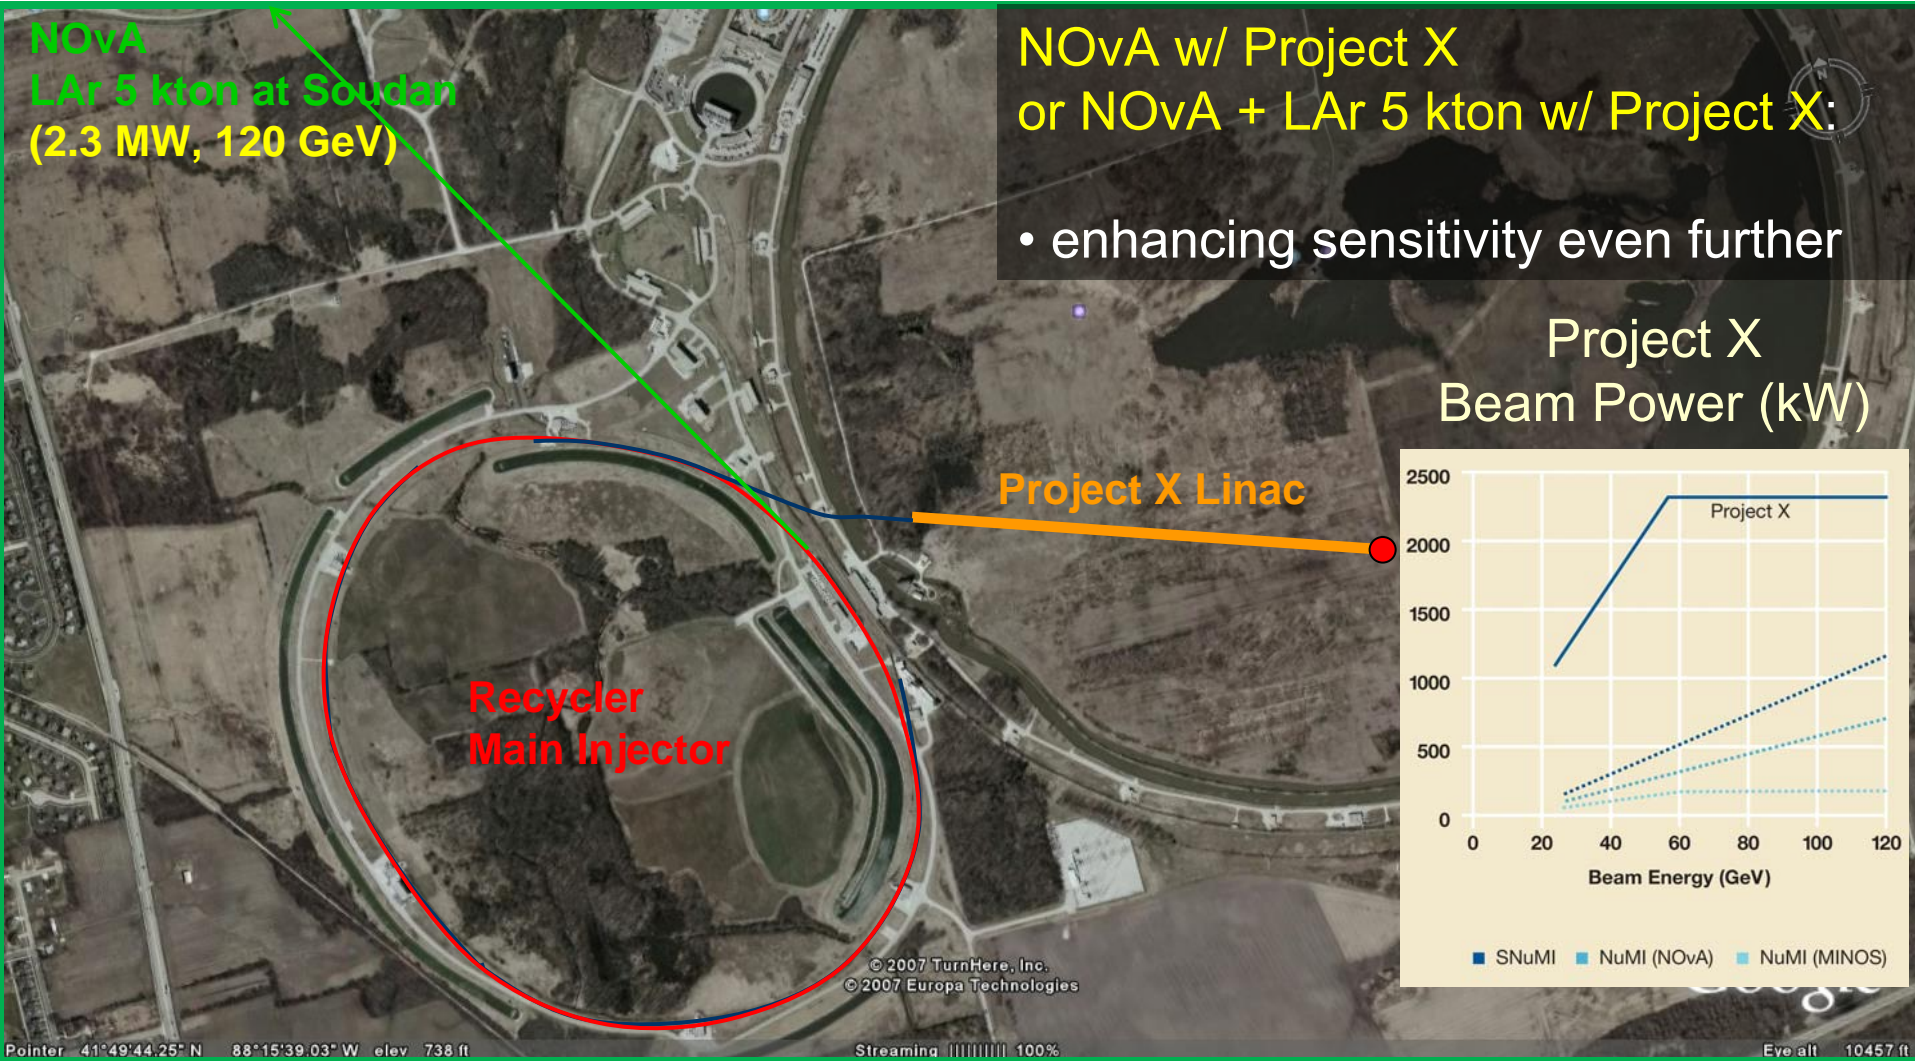 NOvA
LAr 5 kton at Soudan
(2.3 MW, 120 GeV)
NOvA w/ Project X
or NOvA + LAr 5 kton w/ Project X:
• enhancing sensitivity even further
N
Project X
Beam Power (kW)
Project X Linac
Recycler
Main Injector
2500
2000
1500
1000
500
0
Project X
0 20 40 60 80 100 120
Beam Energy (GeV)
SNuMI NuMI (NOvA) NuMI (MINOS)
© 2007 TurnHere, Inc.
© 2007 Europa Technologies
Google
Pointer 41°49'44.25" N 88°15'39.03" W elev 738 ft
Streaming |||||||||| 100%
Eye alt 10457 ft